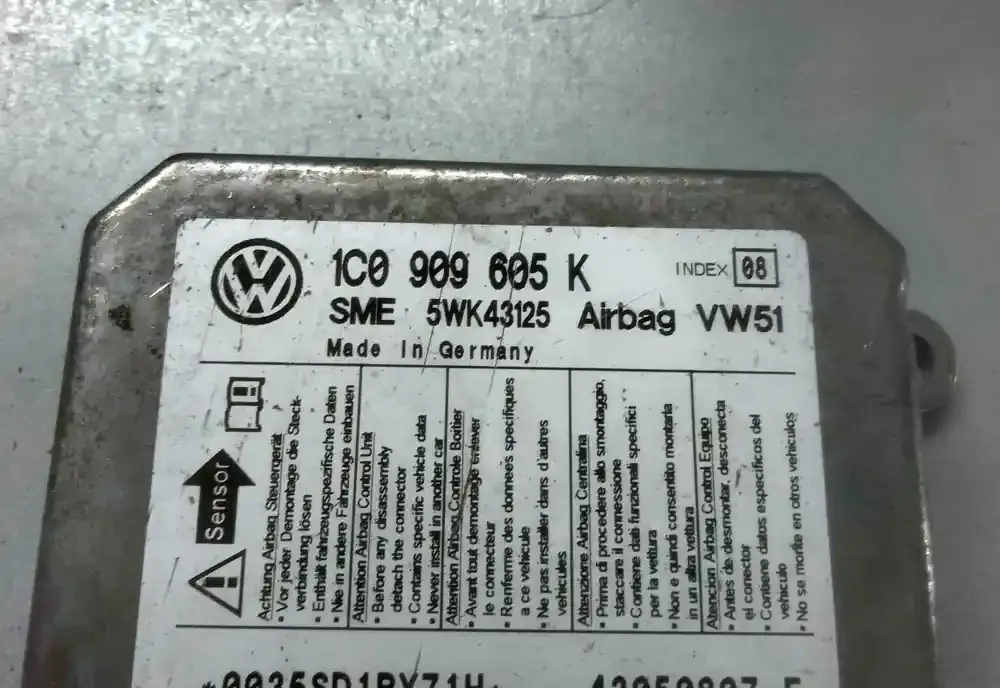 1C0 909 605 K
INDEX 08
SME 5WK43125 Airbag VW51
Made In Germany
Sensor
Achtung Airbag Steuergerät
• Vor jeder Demontage die Steck-
verbindung lösen
• Enthält fahrzeugspezifische Daten
• Nie in andere Fahrzeuge einbauen
Attention Airbag Control Unit
• Before any disassembly
detach the connector
• Contains specific vehicle data
• Never install in another car
Attention Airbag Controle Boitier
• Avant tout demontage enlever
le connecteur
• Renferme des donnees specifiques
a ce vehicule
• Ne pas installer dans d'autres
vehicules
Attenzione Airbag Centralina
• Prima di procedere allo smontaggio,
staccare il connessione
• Contiene dati funzionali specifici
per la vettura
• Non e quindi consentito montarla
in un altra vettura
Atencion Airbag Control Equipo
• Antes de desmontar, desconecta
el conector
• Contiene datos especificos del
vehiculo
• No se monte en otros vehiculos